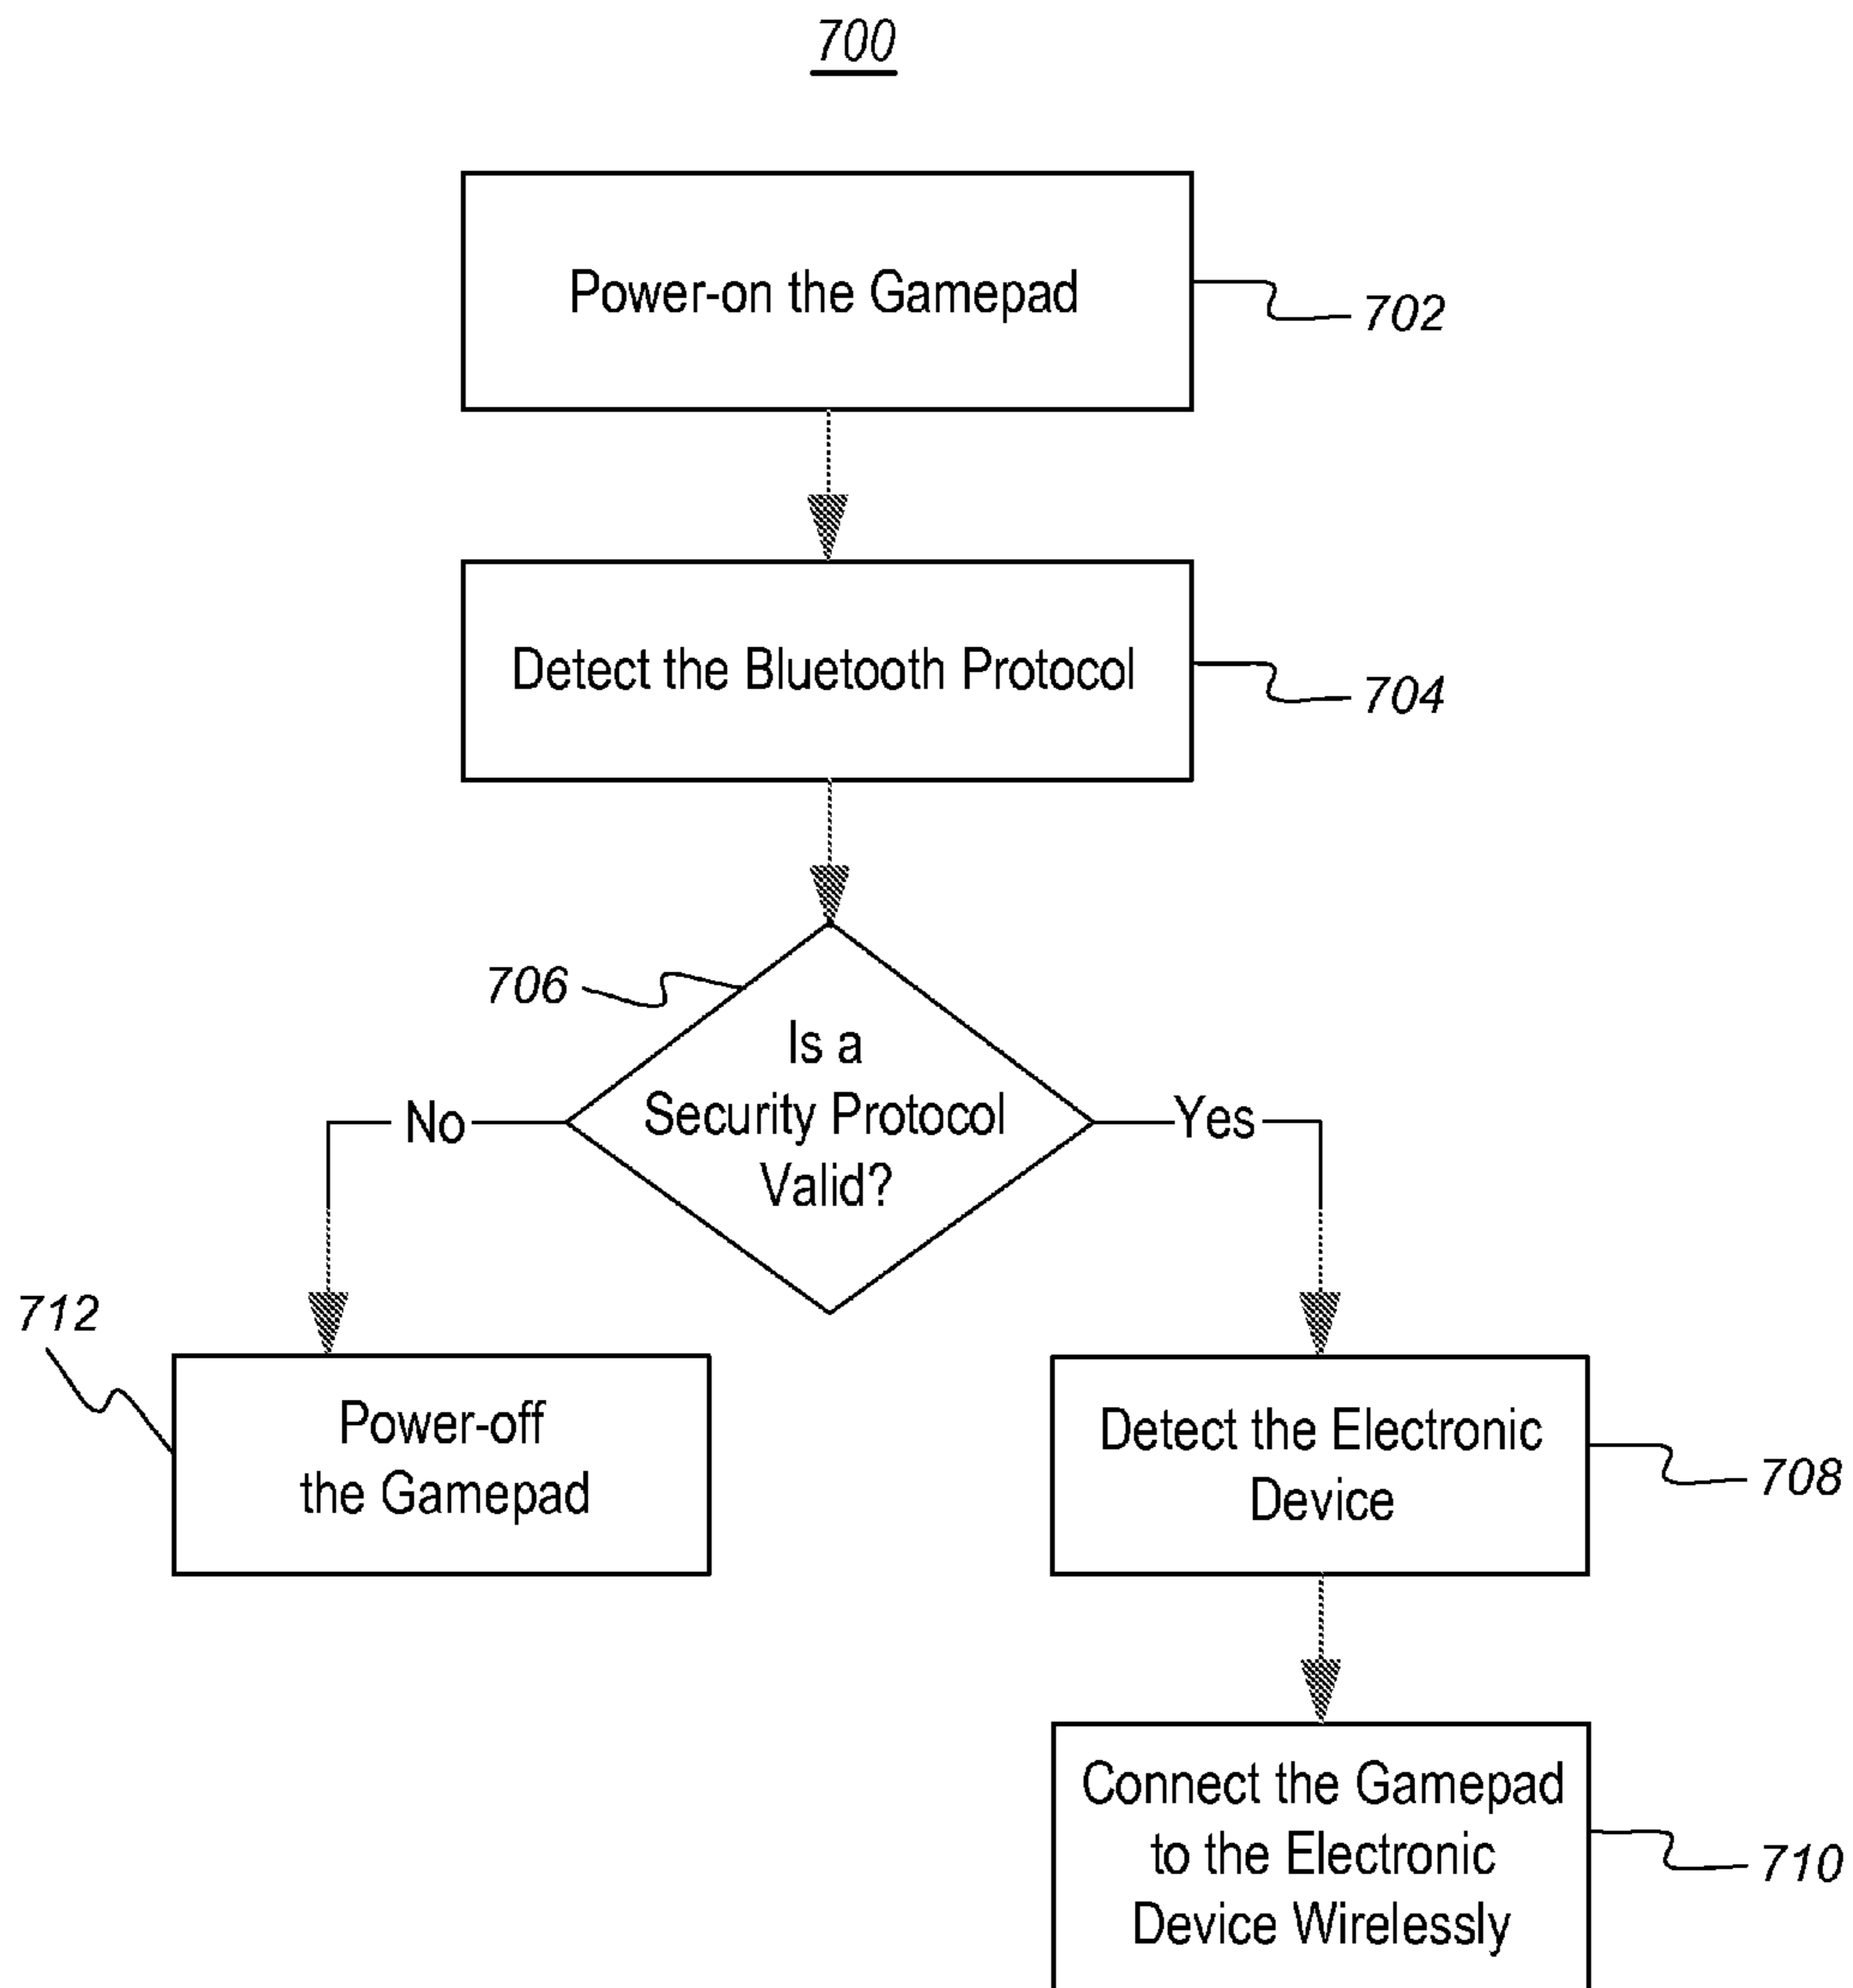 700
Power-on the Gamepad
702
Detect the Bluetooth Protocol
704
706
Is a
Security Protocol
Valid?
No
Yes
712
Power-off
the Gamepad
Detect the Electronic
Device
708
Connect the Gamepad
to the Electronic
Device Wirelessly
710